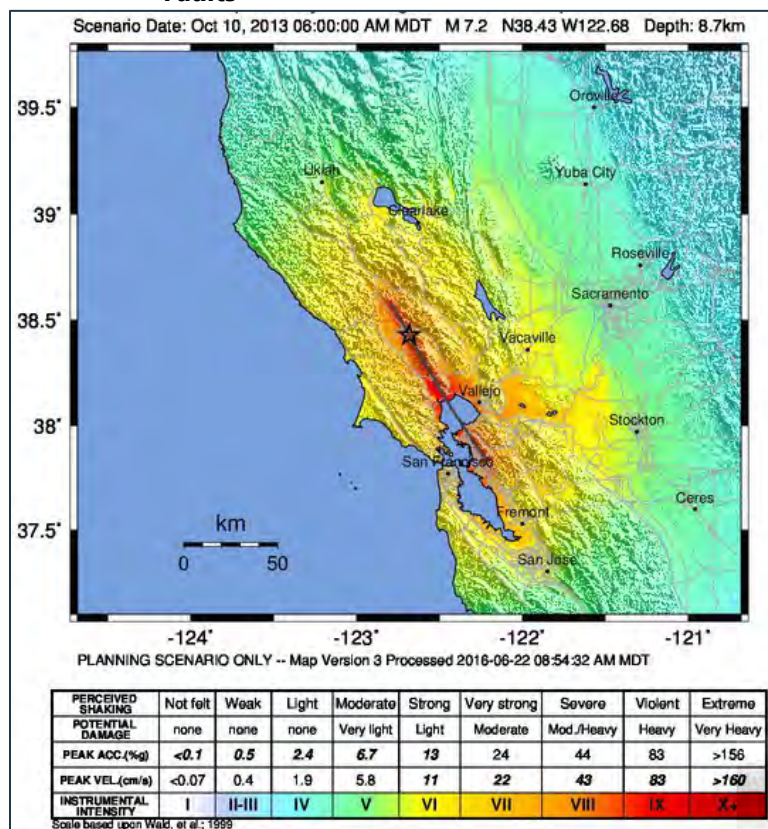 Faults
Scenario Date: Oct 10, 2013 06:00:00 AM MDT M 7.2 N38.43 W122.68 Depth: 8.7km
39.5˚
Oroville
Ukiah
Yuba City
39˚
Clearlake
Roseville
Sacramento
38.5˚
Vacaville
Vallejo
Stockton
38˚
San Francisco
Ceres
km
37.5˚
Fremont
0 50
San Jose
-124˚ -123˚ -122˚ -121˚
PLANNING SCENARIO ONLY -- Map Version 3 Processed 2016-06-22 08:54:32 AM MDT
PERCEIVED SHAKING Not felt Weak Light Moderate Strong Very strong Severe Violent Extreme
POTENTIAL DAMAGE none none none Very light Light Moderate Mod./Heavy Heavy Very Heavy
PEAK ACC.(%g) <0.1 0.5 2.4 6.7 13 24 44 83 >156
PEAK VEL.(cm/s) <0.07 0.4 1.9 5.8 11 22 43 83 >160
INSTRUMENTAL INTENSITY I II-III IV V VI VII VIII IX X+
Scale based upon Wald, et al.; 1999